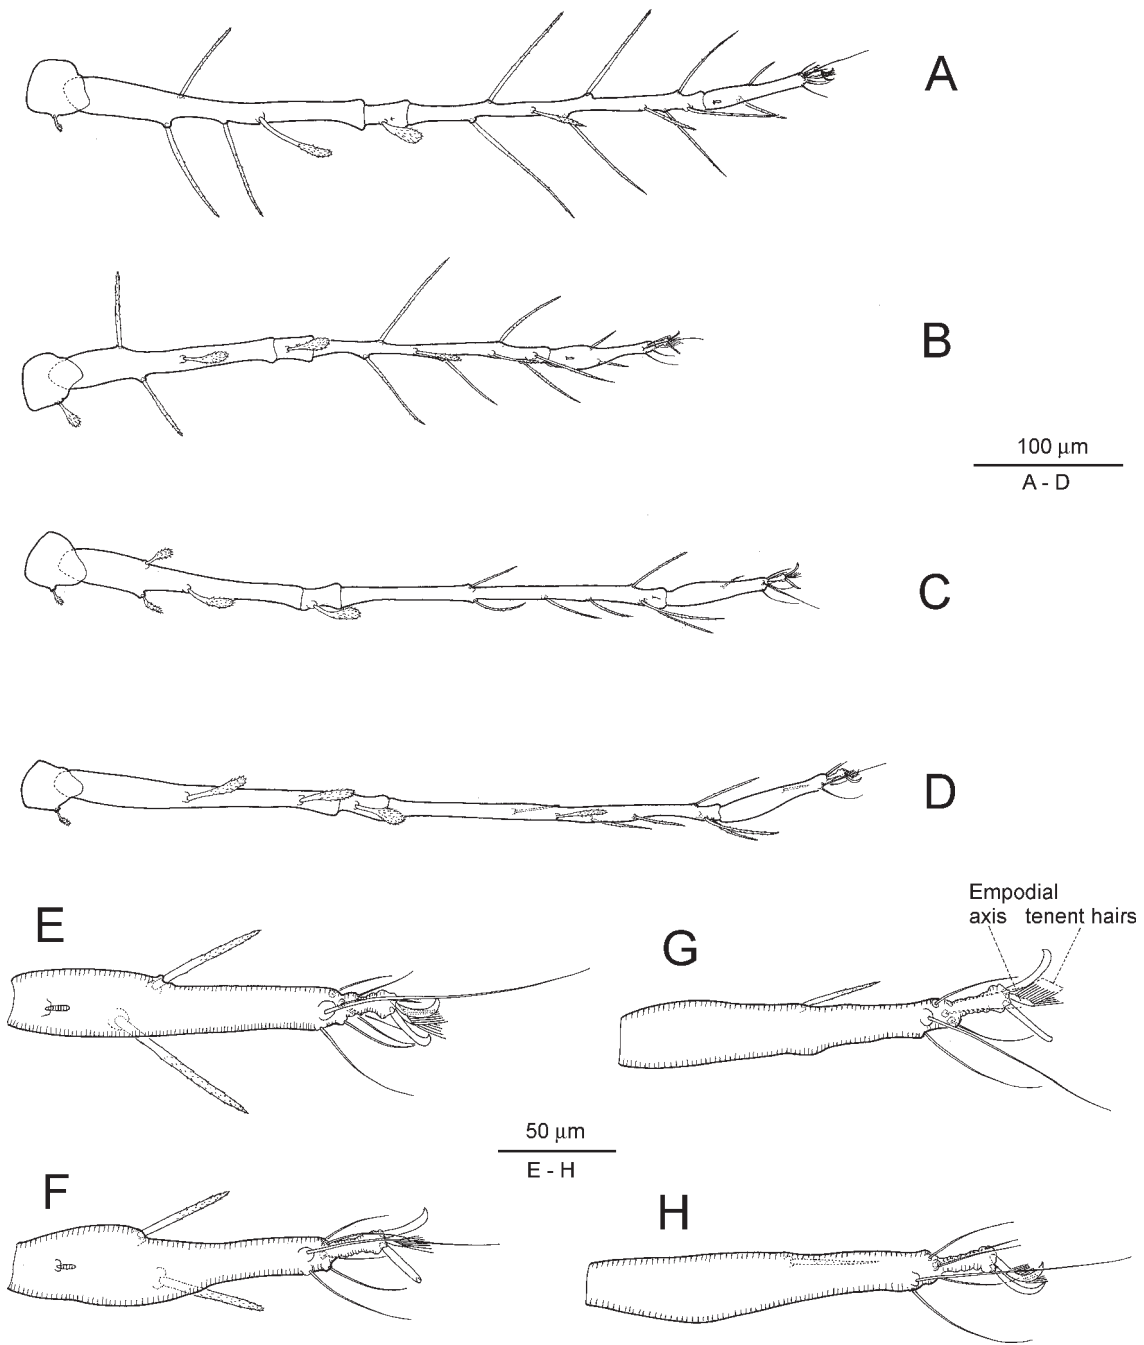 A
B
100 μm
A - D
C
D
Empodial
axis tenent hairs
E
G
50 μm
E - H
F
H